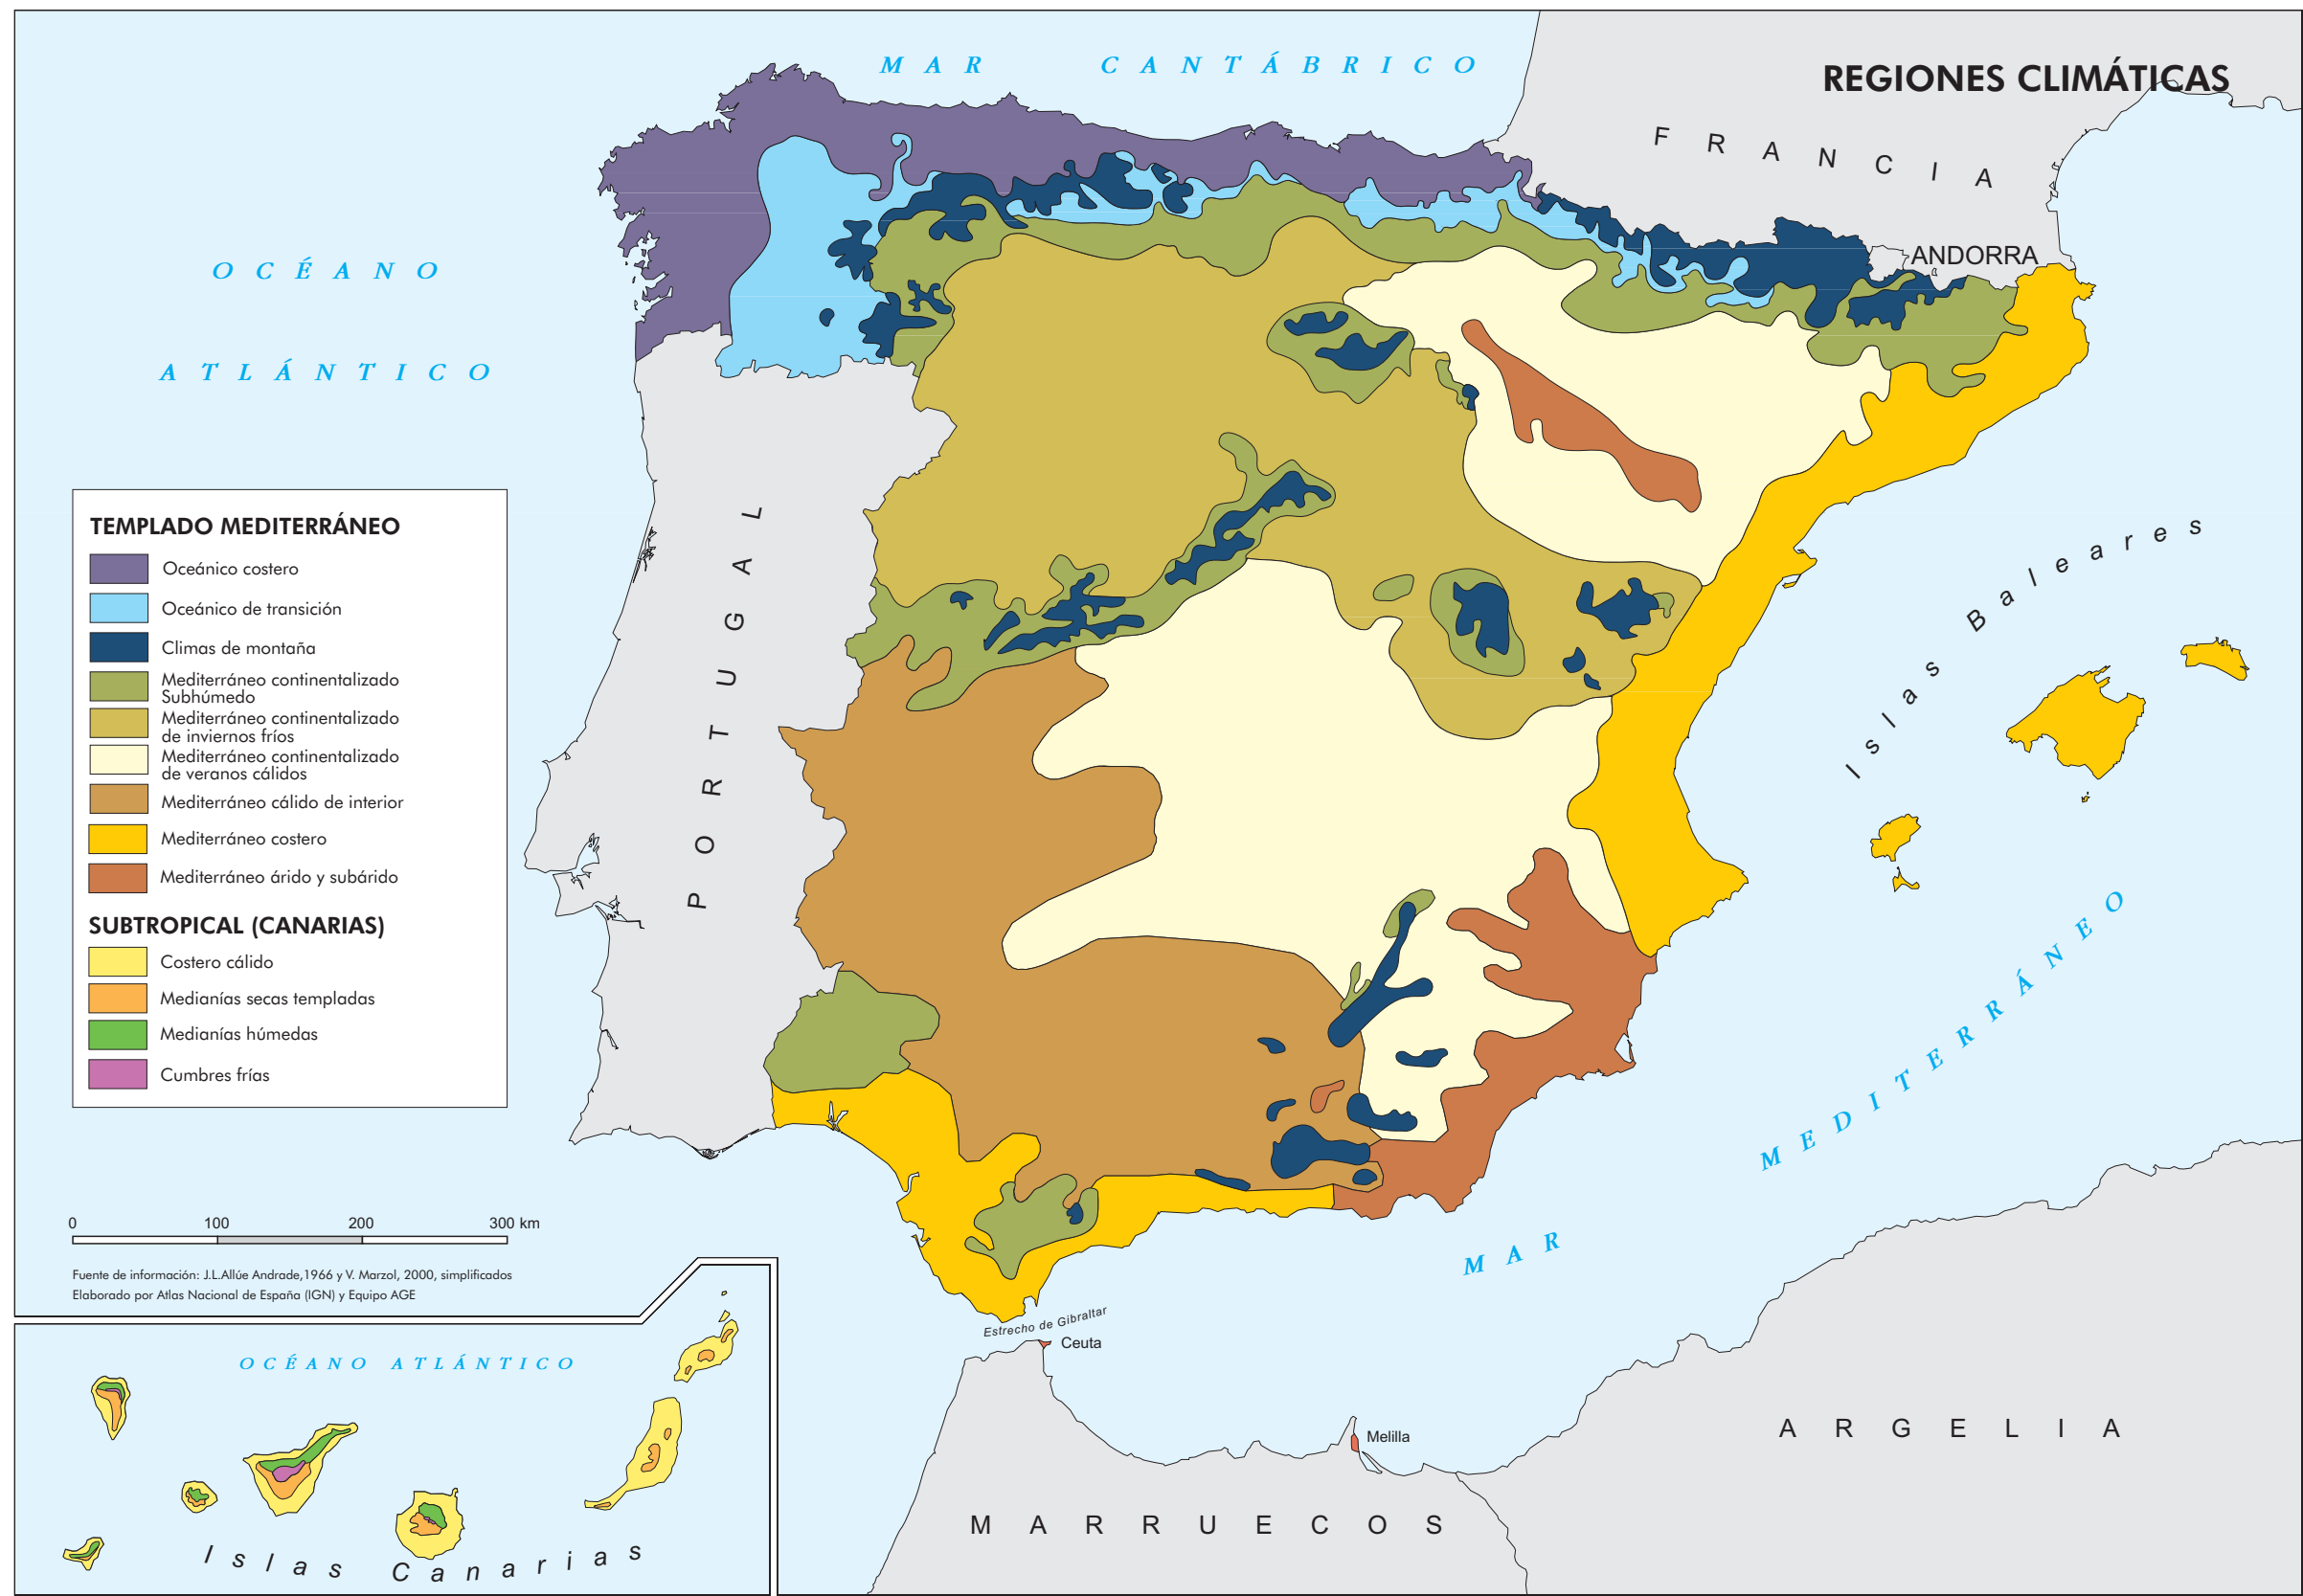 REGIONES CLIMÁTICAS
MAR CANTÁBRICO
FRANCIA
ANDORRA
OCÉANO
ATLÁNTICO
PORTUGAL
Islas Baleares
MAR MEDITERRÁNEO
TEMPLADO MEDITERRÁNEO
Oceánico costero
Oceánico de transición
Climas de montaña
Mediterráneo continentalizado
Subhúmedo
Mediterráneo continentalizado
de inviernos fríos
Mediterráneo continentalizado
de veranos cálidos
Mediterráneo cálido de interior
Mediterráneo costero
Mediterráneo árido y subárido
SUBTROPICAL (CANARIAS)
Costero cálido
Medianías secas templadas
Medianías húmedas
Cumbres frías
0 100 200 300 km
Fuente de información: J.L.Allúe Andrade,1966 y V. Marzol, 2000, simplificados
Elaborado por Atlas Nacional de España (IGN) y Equipo AGE
Estrecho de Gibraltar
Ceuta
Melilla
MARRUECOS
ARGELIA
OCÉANO ATLÁNTICO
Islas Canarias